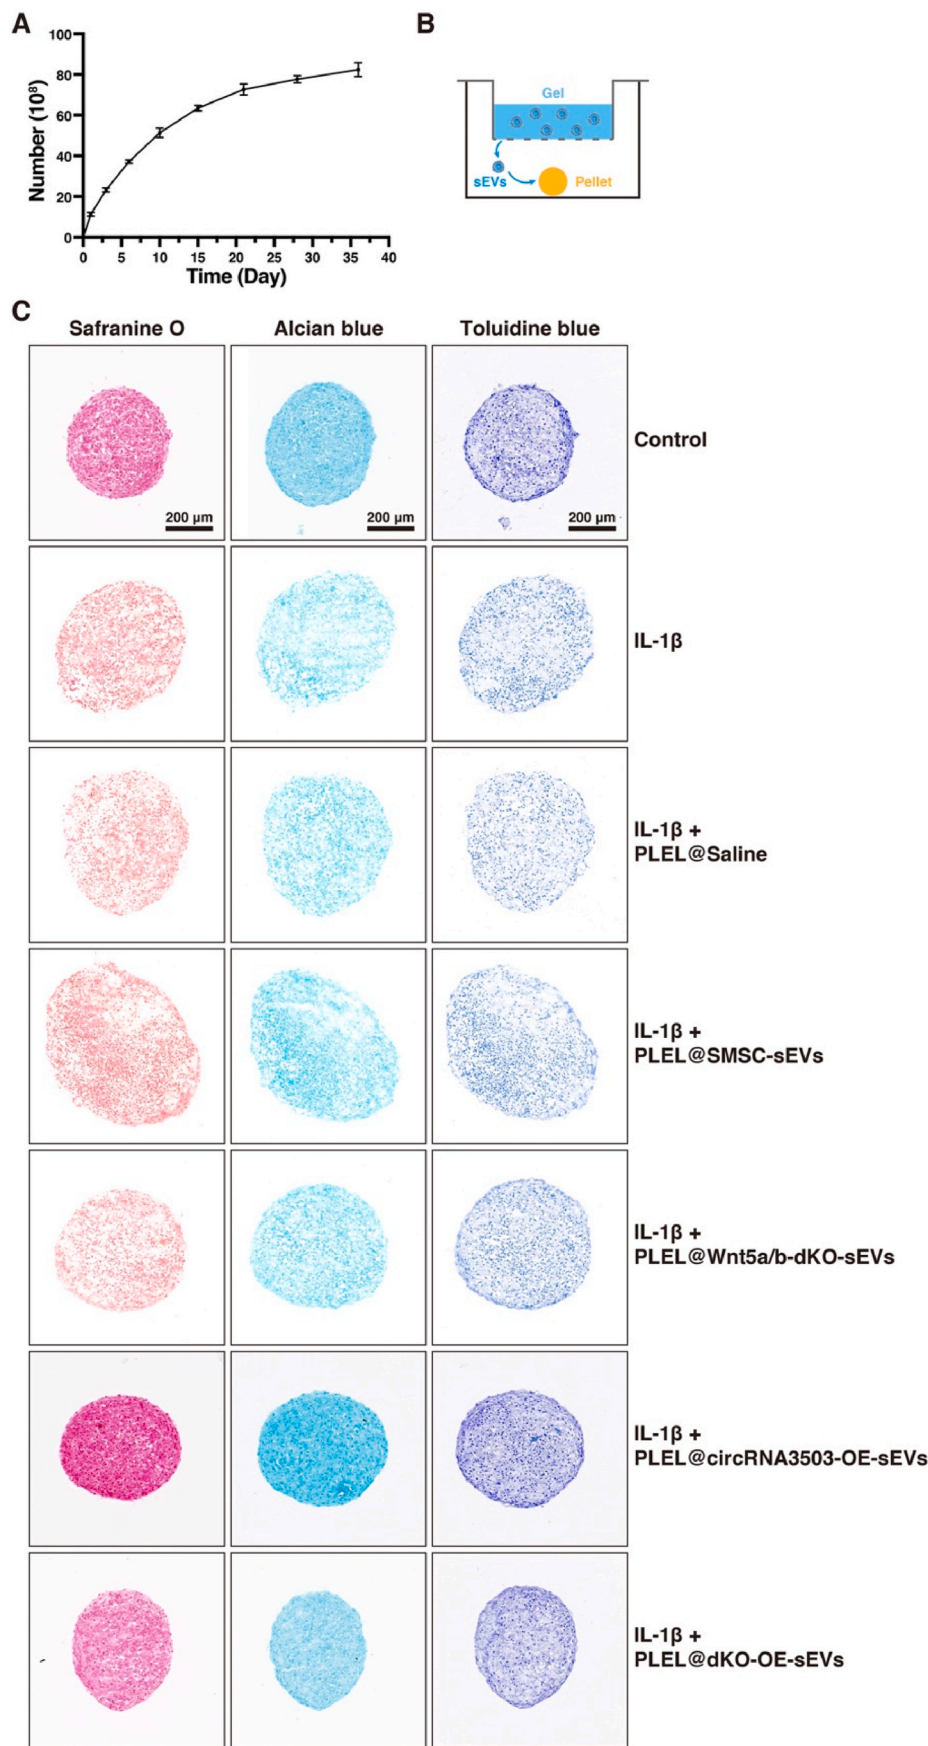 A
Number (10⁸)
100
80
60
40
20
0
0 5 10 15 20 25 30 35 40
Time (Day)
B
Gel
sEVs
Pellet
C
Safranine O Alcian blue Toluidine blue
200 µm 200 µm 200 µm
Control
IL-1β
IL-1β +
PLEL@Saline
IL-1β +
PLEL@SMSC-sEVs
IL-1β +
PLEL@Wnt5a/b-dKO-sEVs
IL-1β +
PLEL@circRNA3503-OE-sEVs
IL-1β +
PLEL@dKO-OE-sEVs